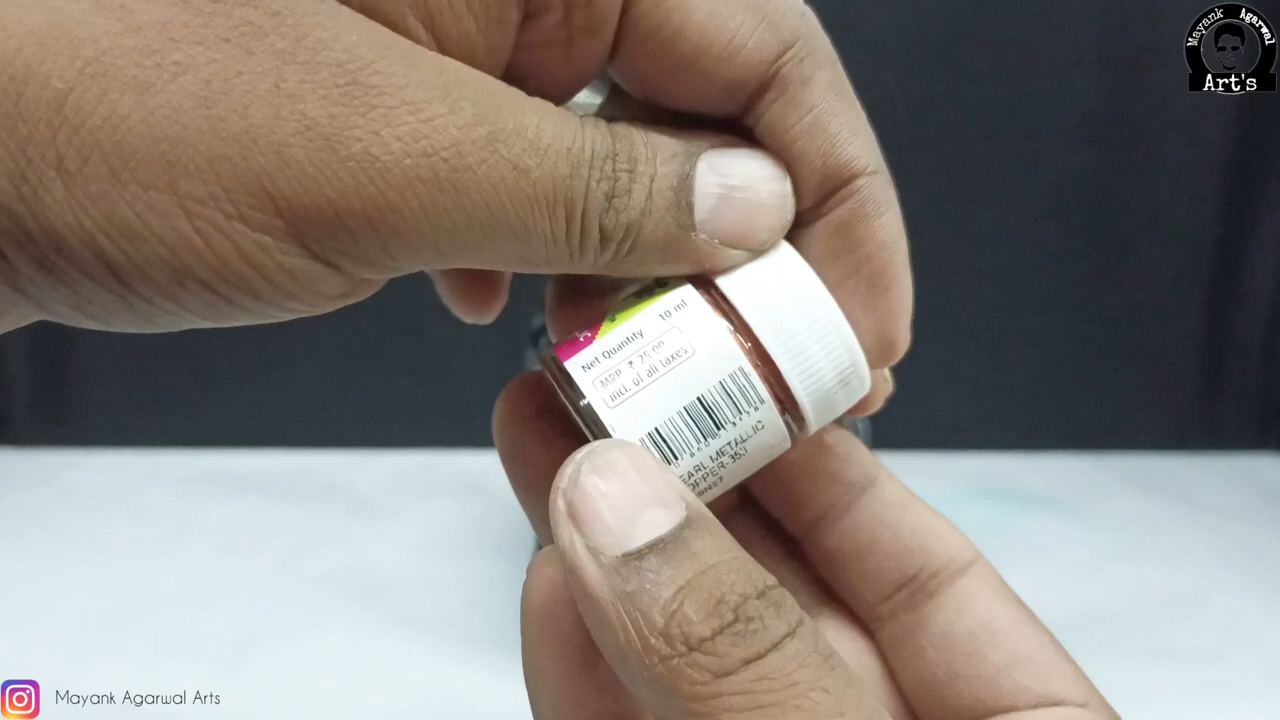 Mayank Agarwal
Art's
Net Quantity 10 ml
MRP ₹ 25.00
incl. of all taxes
EARL METALLIC
OPPER-353
Mayank Agarwal Arts